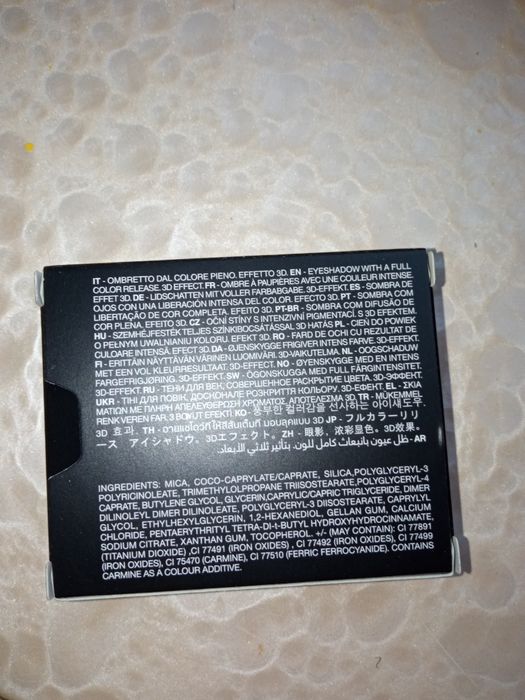 IT - OMBRETTO DAL COLORE PIENO. EFFETTO 3D. EN - EYESHADOW WITH A FULL
COLOR RELEASE. 3D EFFECT. FR - OMBRE À PAUPIÈRES AVEC COULEUR INTENSE.
EFFET 3D. DE - LIDSCHATTEN MIT VOLLER FARBABGABE. 3D-EFFEKT. ES - SOMBRA DE
OJOS CON UNA LIBERACIÓN INTENSA DEL COLOR. EFECTO 3D. PT - SOMBRA COM
LIBERTAÇÃO DE COR COMPLETA. EFEITO 3D. PT-BR - SOMBRA COM DIFUSÃO DE
COR PLENA. EFEITO 3D. CZ - OČNÍ STÍNY S INTENZIVNÍ PIGMENTACÍ. S 3D EFEKTEM.
HU - SZEMHÉJFESTÉK TELJES SZÍNKIBOCSÁTÁSSAL. 3D HATÁS PL - CIEŃ DO POWIEK
O PEŁNYM UWALNIANIU KOLORU. EFEKT 3D. RO - FARD DE OCHI CU REZULTAT DE
CULOARE INTENSĂ. EFECT 3D. DA - ØJENSKYGGE FRIGIVER INTENS FARVE. 3D-EFFEKT.
FI - ERITTÄIN NÄYTTÄVÄN VÄRINEN LUOMIVÄRI. 3D-VAIKUTELMA. NL - OOGSCHADUW
MET EEN VOL KLEURRESULTAAT. 3D-EFFECT. NO - ØYENSKYGGE MED EN INTENS
FARGEFRIGJØRING. 3D-EFFEKT. SW - ÖGONSKUGGA MED FULL FÄRGINTENSITET.
3D-EFFEKT. RU - ТЕНИ ДЛЯ ВЕК. СОВЕРШЕННОЕ РАСКРЫТИЕ ЦВЕТА. 3D-ЭФФЕКТ.
UKR - ТІНІ ДЛЯ ПОВІК, ДОСКОНАЛЕ РОЗКРИТТЯ КОЛЬОРУ. 3D-ЕФЕКТ. EL - ΣΚΙΑ
ΜΑΤΙΩΝ ΜΕ ΠΛΗΡΗ ΑΠΕΛΕΥΘΕΡΩΣΗ ΧΡΩΜΑΤΟΣ. ΑΠΟΤΕΛΕΣΜΑ 3D. TR - MÜKEMMEL
RENK VEREN FAR. 3 BOYUTLU EFEKTİ KO - 풍부한 컬러감을 선사하는 아이섀도우
3D 효과. TH - อายแชโดว์ที่ให้สีสันเต็มที่ มอบลุคแบบ 3D JP - フルカラーリリ
ース アイシャドウ。 3Dエフェクト。 ZH - 眼影，浓彩显色。3D效果。
AR - ظل عيون بانبعاث كامل للون. بتأثير ثلاثي الأبعاد.
INGREDIENTS: MICA, COCO-CAPRYLATE/CAPRATE, SILICA, POLYGLYCERYL-3
POLYRICINOLEATE, TRIMETHYLOLPROPANE TRIISOSTEARATE, POLYGLYCERYL-4
CAPRATE, BUTYLENE GLYCOL, GLYCERIN, CAPRYLIC/CAPRIC TRIGLYCERIDE, DIMER
DILINOLEYL DIMER DILINOLEATE, POLYGLYCERYL-3 DIISOSTEARATE, CAPRYLYL
GLYCOL, ETHYLHEXYLGLYCERIN, 1,2-HEXANEDIOL, GELLAN GUM, CALCIUM
CHLORIDE, PENTAERYTHRITYL TETRA-DI-t-BUTYL HYDROXYHYDROCINNAMATE,
SODIUM CITRATE, XANTHAN GUM, TOCOPHEROL. +/- (MAY CONTAIN): CI 77891
(TITANIUM DIOXIDE) ,CI 77491 (IRON OXIDES) , CI 77492 (IRON OXIDES) , CI 77499
(IRON OXIDES), CI 75470 (CARMINE), CI 77510 (FERRIC FERROCYANIDE). CONTAINS
CARMINE AS A COLOUR ADDITIVE.